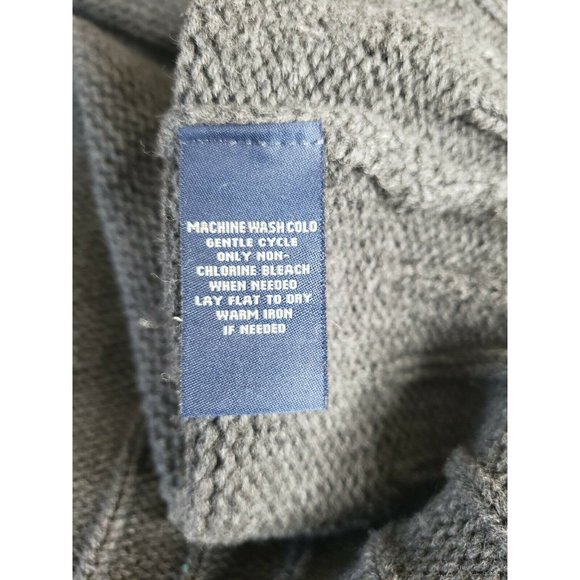 MACHINE WASH COLD
GENTLE CYCLE
ONLY NON-
CHLORINE BLEACH
WHEN NEEDED
LAY FLAT TO DRY
WARM IRON
IF NEEDED